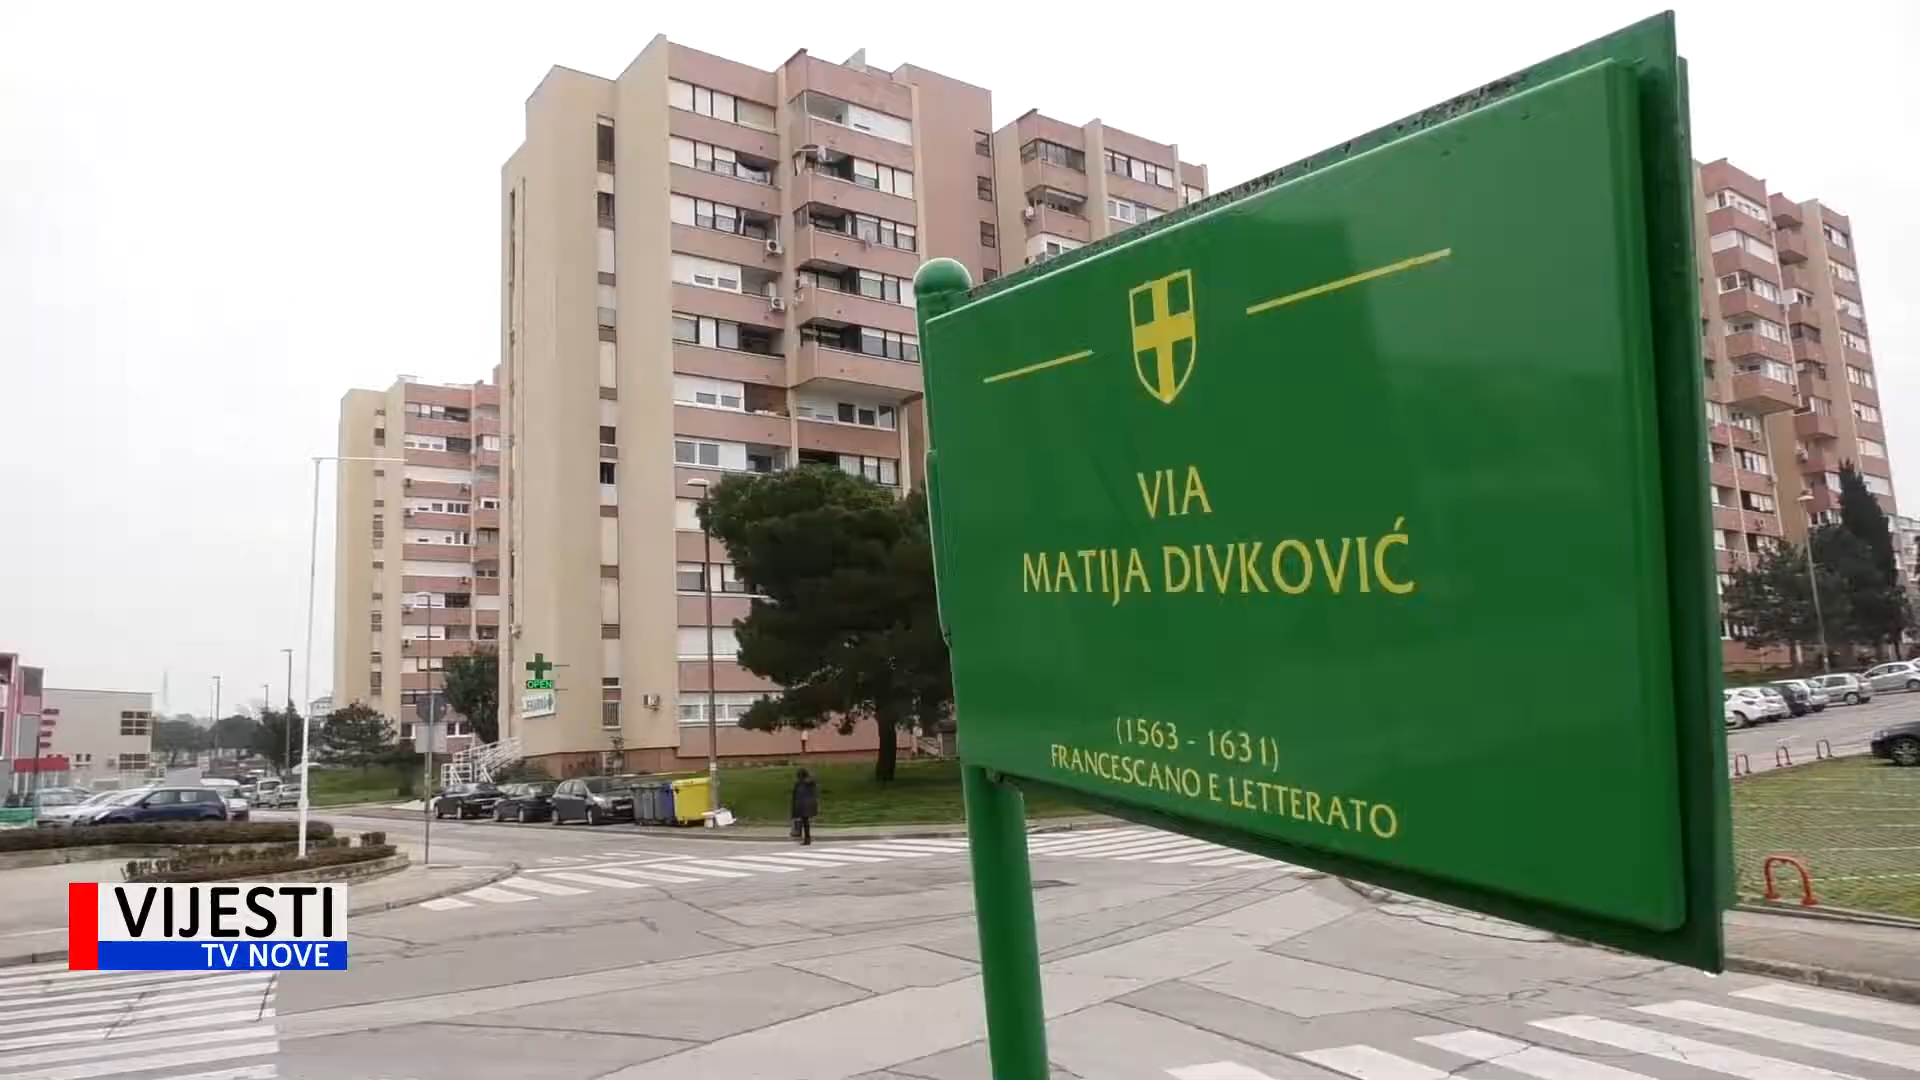 VIA
MATIJA DIVKOVIĆ
(1563 - 1631)
FRANCESCANO E LETTERATO
OPEN
VIJESTI
TV NOVE